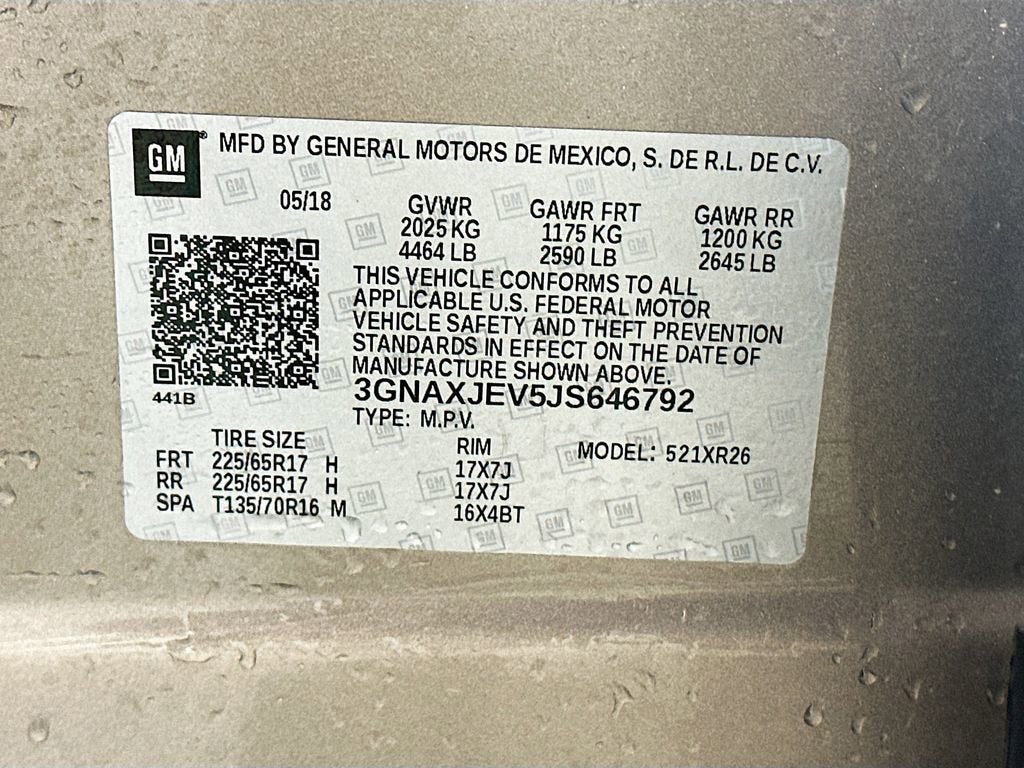 GM® MFD BY GENERAL MOTORS DE MEXICO, S. DE R.L. DE C.V.
05/18 GVWR GAWR FRT GAWR RR
2025 KG 1175 KG 1200 KG
4464 LB 2590 LB 2645 LB
THIS VEHICLE CONFORMS TO ALL
APPLICABLE U.S. FEDERAL MOTOR
VEHICLE SAFETY AND THEFT PREVENTION
STANDARDS IN EFFECT ON THE DATE OF
MANUFACTURE SHOWN ABOVE.
441B 3GNAXJEV5JS646792
TYPE: M.P.V.
TIRE SIZE RIM MODEL: 521XR26
FRT 225/65R17 H 17X7J
RR 225/65R17 H 17X7J
SPA T135/70R16 M 16X4BT